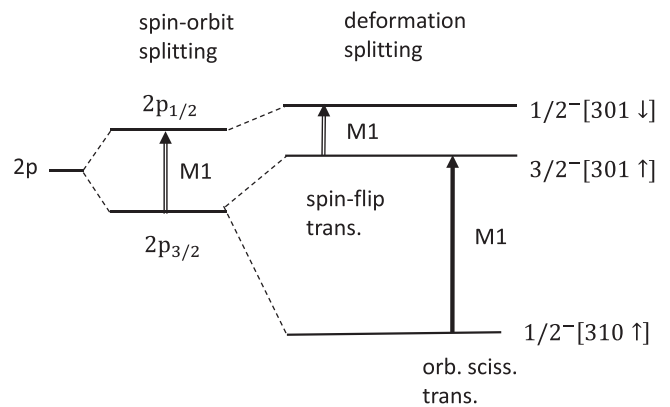 spin-orbit
splitting
deformation
splitting
2p₁/₂
1/2⁻[301 ↓]
M1
2p
M1
3/2⁻[301 ↑]
spin-flip
trans.
2p₃/₂
M1
1/2⁻[310 ↑]
orb. sciss.
trans.